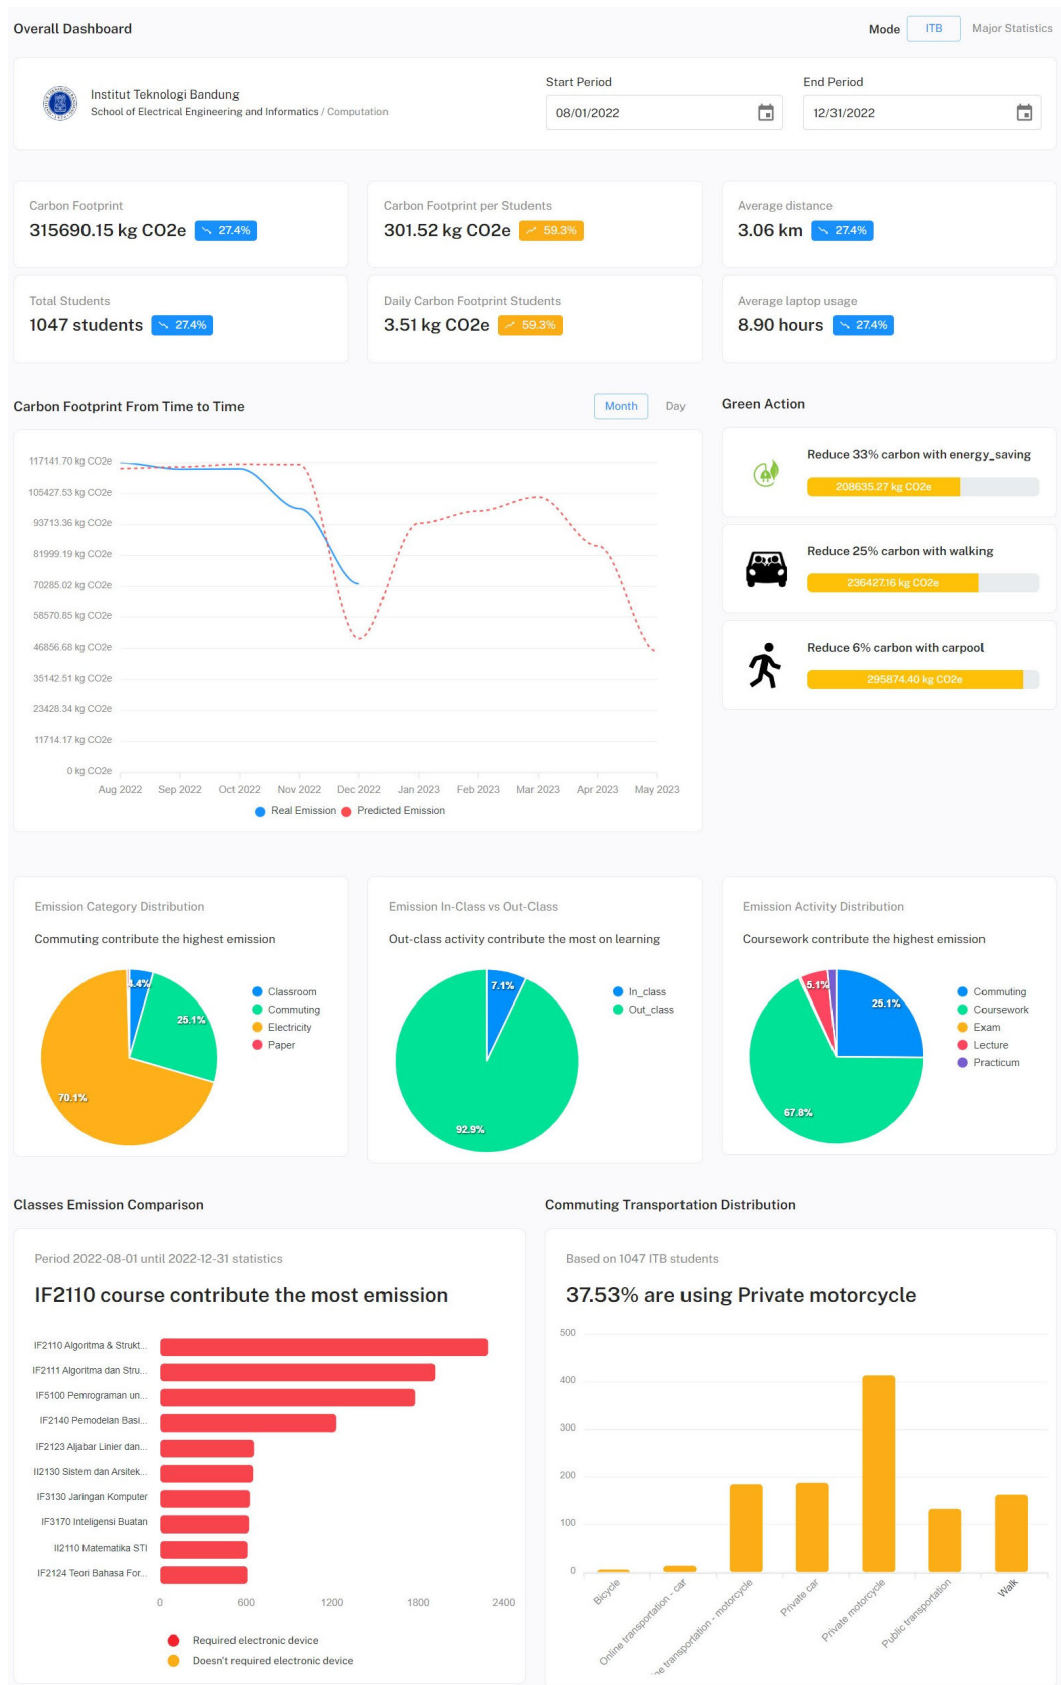 Overall Dashboard
Mode ITB Major Statistics
Institut Teknologi Bandung
School of Electrical Engineering and Informatics / Computation
Start Period
08/01/2022
End Period
12/31/2022
Carbon Footprint
315690.15 kg CO2e 27.4%
Carbon Footprint per Students
301.52 kg CO2e 59.3%
Average distance
3.06 km 27.4%
Total Students
1047 students 27.4%
Daily Carbon Footprint Students
3.51 kg CO2e 59.3%
Average laptop usage
8.90 hours 27.4%
Carbon Footprint From Time to Time
Month Day
117141.70 kg CO2e
105427.53 kg CO2e
93713.36 kg CO2e
81999.19 kg CO2e
70285.02 kg CO2e
58570.85 kg CO2e
46856.68 kg CO2e
35142.51 kg CO2e
23428.34 kg CO2e
11714.17 kg CO2e
0 kg CO2e
Aug 2022 Sep 2022 Oct 2022 Nov 2022 Dec 2022 Jan 2023 Feb 2023 Mar 2023 Apr 2023 May 2023
Real Emission Predicted Emission
Green Action
Reduce 33% carbon with energy_saving
208635.27 kg CO2e
Reduce 25% carbon with walking
236427.16 kg CO2e
Reduce 6% carbon with carpool
295874.40 kg CO2e
Emission Category Distribution
Commuting contribute the highest emission
4.4%
25.1%
70.1%
Classroom
Commuting
Electricity
Paper
Emission In-Class vs Out-Class
Out-class activity contribute the most on learning
7.1%
92.9%
In_class
Out_class
Emission Activity Distribution
Coursework contribute the highest emission
5.1%
25.1%
67.8%
Commuting
Coursework
Exam
Lecture
Practicum
Classes Emission Comparison
Period 2022-08-01 until 2022-12-31 statistics
IF2110 course contribute the most emission
IF2110 Algoritma & Strukt...
IF2111 Algoritma dan Stru...
IF5100 Pemrograman un...
IF2140 Pemodelan Basi...
IF2123 Aljabar Linier dan...
II2130 Sistem dan Arsitek...
IF3130 Jaringan Komputer
IF3170 Inteligensi Buatan
II2110 Matematika STI
IF2124 Teori Bahasa For...
0 600 1200 1800 2400
Required electronic device
Doesn't required electronic device
Commuting Transportation Distribution
Based on 1047 ITB students
37.53% are using Private motorcycle
500
400
300
200
100
0
Bicycle
Online transportation - car
ne transportation - motorcycle
Private car
Private motorcycle
Public transportation
Walk